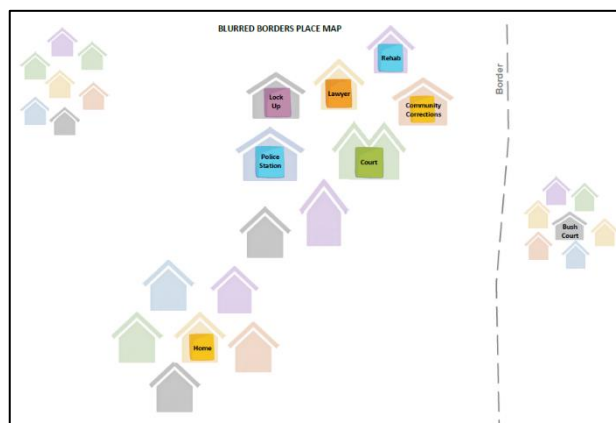 BLURRED BORDERS PLACE MAP
Rehab
Lawyer
Lock
Up
Community
Corrections
Border
Police
Station
Court
Bush
Court
Home